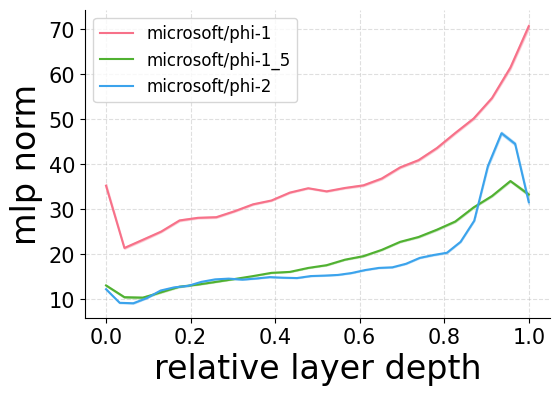 microsoft/phi-1
microsoft/phi-1_5
microsoft/phi-2
mlp norm
70
60
50
40
30
20
10
0.0 0.2 0.4 0.6 0.8 1.0
relative layer depth